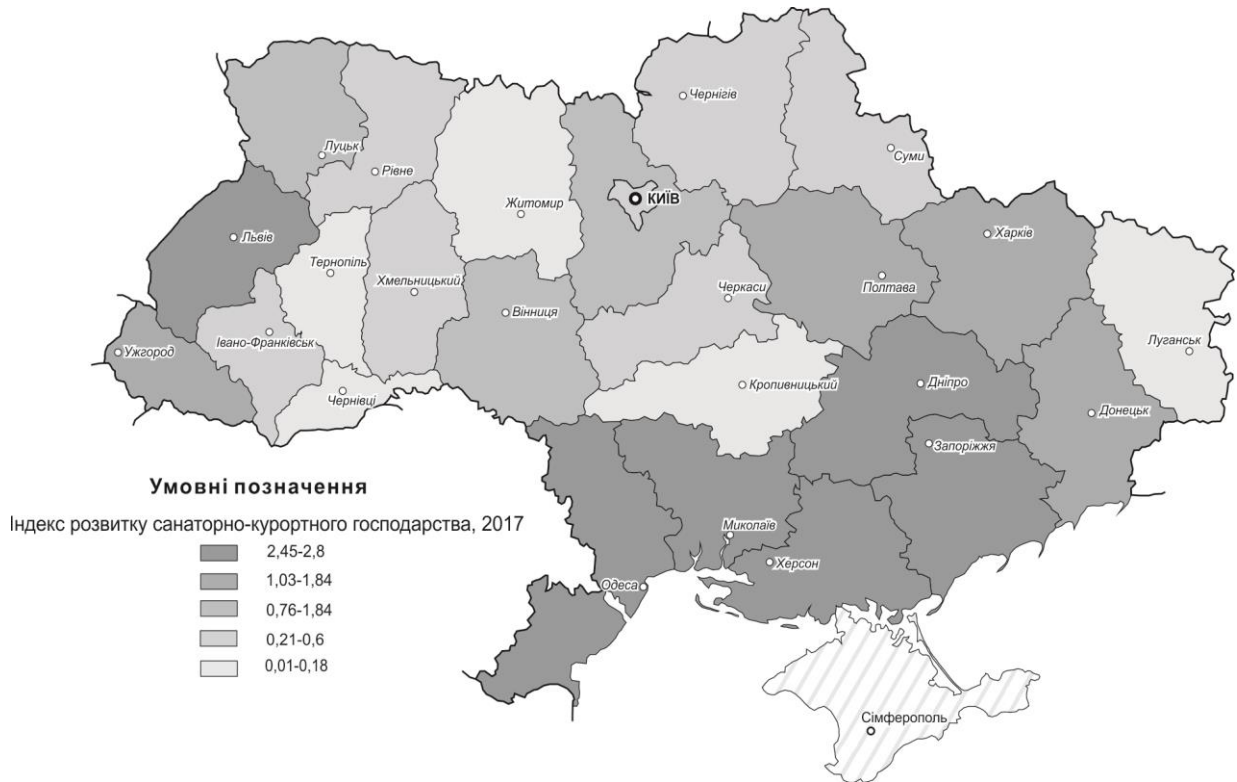 Чернігів
Суми
Луцьк
Рівне
КИЇВ
Житомир
Львів
Харків
Тернопіль
Хмельницький
Черкаси
Полтава
Вінниця
Івано-Франківськ
Ужгород
Луганськ
Чернівці
Кропивницький
Дніпро
Донецьк
Запоріжжя
Миколаїв
Херсон
Одеса
Сімферополь
Умовні позначення
Індекс розвитку санаторно-курортного господарства, 2017
2,45-2,8
1,03-1,84
0,76-1,84
0,21-0,6
0,01-0,18